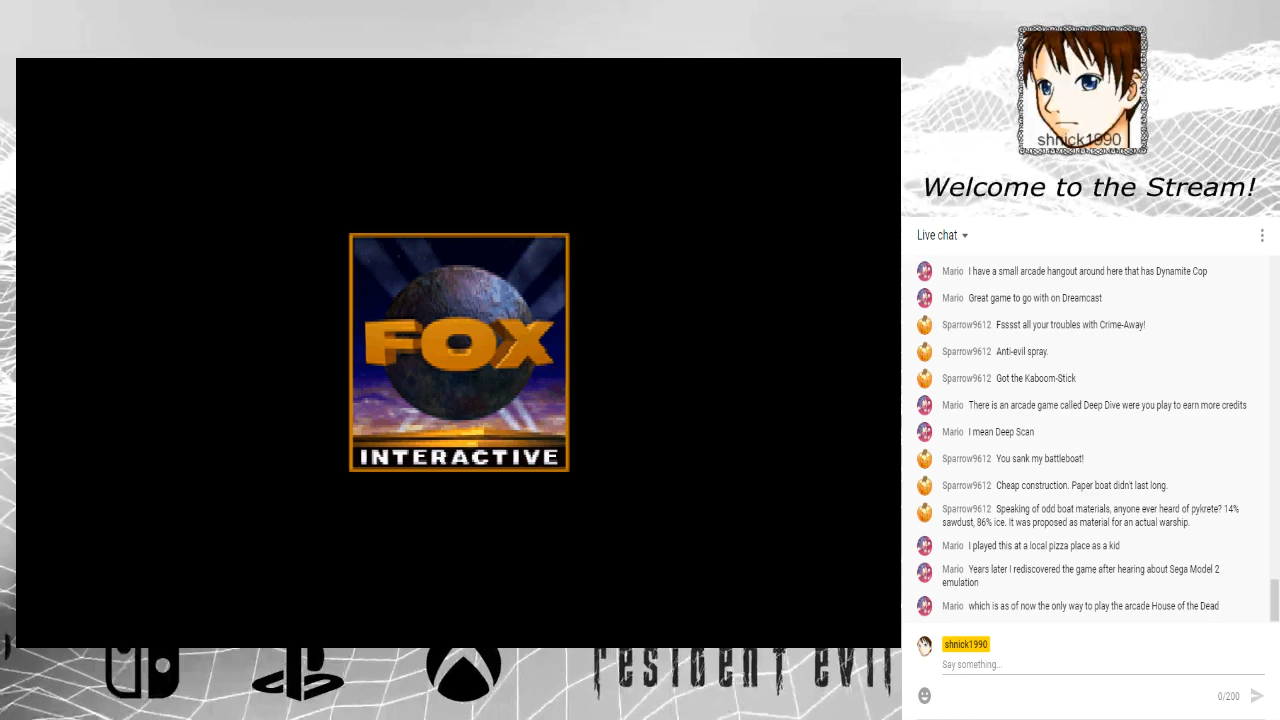 FOX
INTERACTIVE
shnick1990
Welcome to the Stream!
Live chat
Mario I have a small arcade hangout around here that has Dynamite Cop
Mario Great game to go with on Dreamcast
Sparrow9612 Fsssst all your troubles with Crime-Away!
Sparrow9612 Anti-evil spray.
Sparrow9612 Got the Kaboom-Stick
Mario There is an arcade game called Deep Dive were you play to earn more credits
Mario I mean Deep Scan
Sparrow9612 You sank my battleboat!
Sparrow9612 Cheap construction. Paper boat didn't last long.
Sparrow9612 Speaking of odd boat materials, anyone ever heard of pykrete? 14%
sawdust, 86% ice. It was proposed as material for an actual warship.
Mario I played this at a local pizza place as a kid
Mario Years later I rediscovered the game after hearing about Sega Model 2
emulation
Mario which is as of now the only way to play the arcade House of the Dead
shnick1990
Say something...
0/200
resident evil